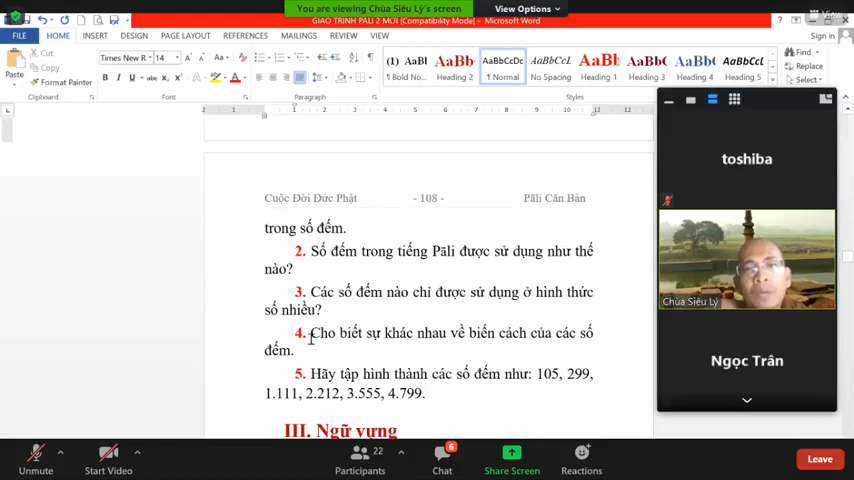 You are viewing Chùa Siêu Lý's screen
View Options
GIAO TRINH PALI 2 MOI [Compatibility Mode] - Microsoft Word
View
FILE
HOME
INSERT
DESIGN
PAGE LAYOUT
REFERENCES
MAILINGS
REVIEW
VIEW
Sign in
Cut
Copy
Format Painter
Paste
Clipboard
Times New R
14
Font
Paragraph
(1) AaBl
¶ Bold No...
AaBb(
Heading 2
AaBbCcDc
¶ Normal
AaBbCcL
No Spacing
AaBbl
Heading 1
AaBbC
Heading 3
AaBbC
Heading 4
AaBbCcL
Heading 5
Styles
Find
Replace
Select
Editing
Cuộc Đời Đức Phật - 108 - Pāli Căn Bản
trong số đếm.
2. Số đếm trong tiếng Pāli được sử dụng như thế
nào?
3. Các số đếm nào chỉ được sử dụng ở hình thức
số nhiều?
4. Cho biết sự khác nhau về biến cách của các số
đếm.
5. Hãy tập hình thành các số đếm như: 105, 299,
1.111, 2.212, 3.555, 4.799.
III. Ngữ vựng
toshiba
Chùa Siêu Lý
Ngọc Trân
Unmute
Start Video
22
Participants
6
Chat
Share Screen
Reactions
Leave